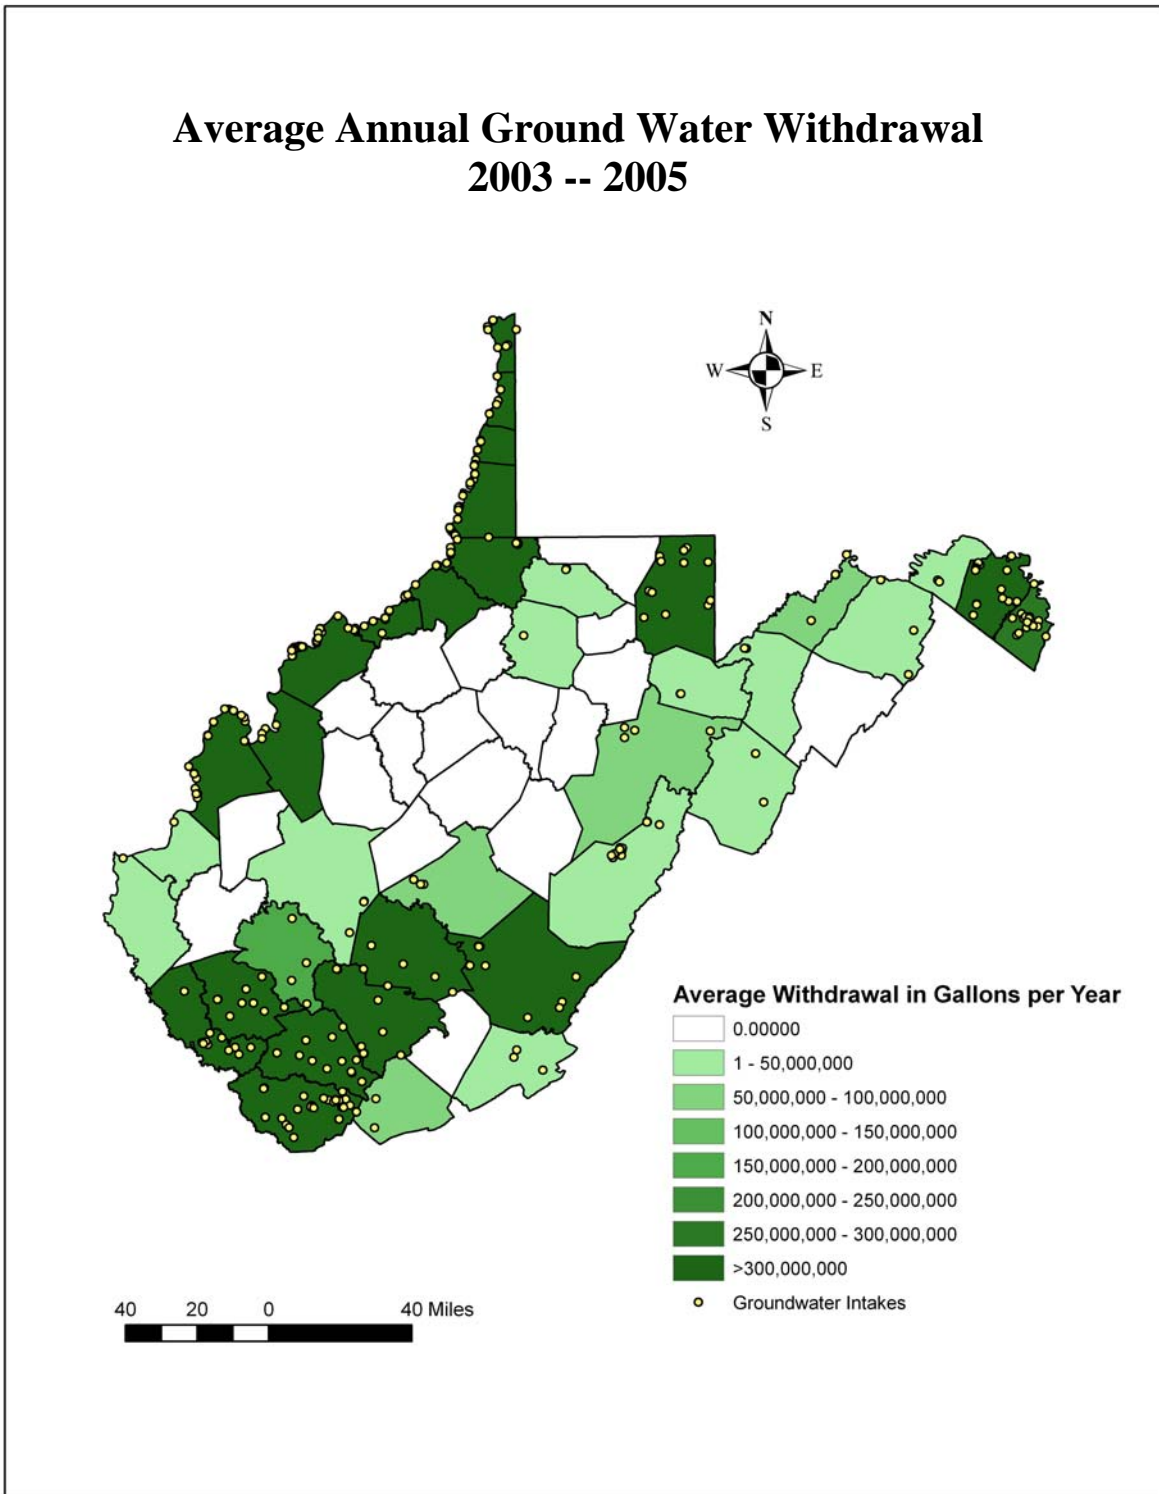 Average Annual Ground Water Withdrawal
2003 -- 2005
N
W E
S
Average Withdrawal in Gallons per Year
0.00000
1 - 50,000,000
50,000,000 - 100,000,000
100,000,000 - 150,000,000
150,000,000 - 200,000,000
200,000,000 - 250,000,000
250,000,000 - 300,000,000
>300,000,000
Groundwater Intakes
40 20 0 40 Miles